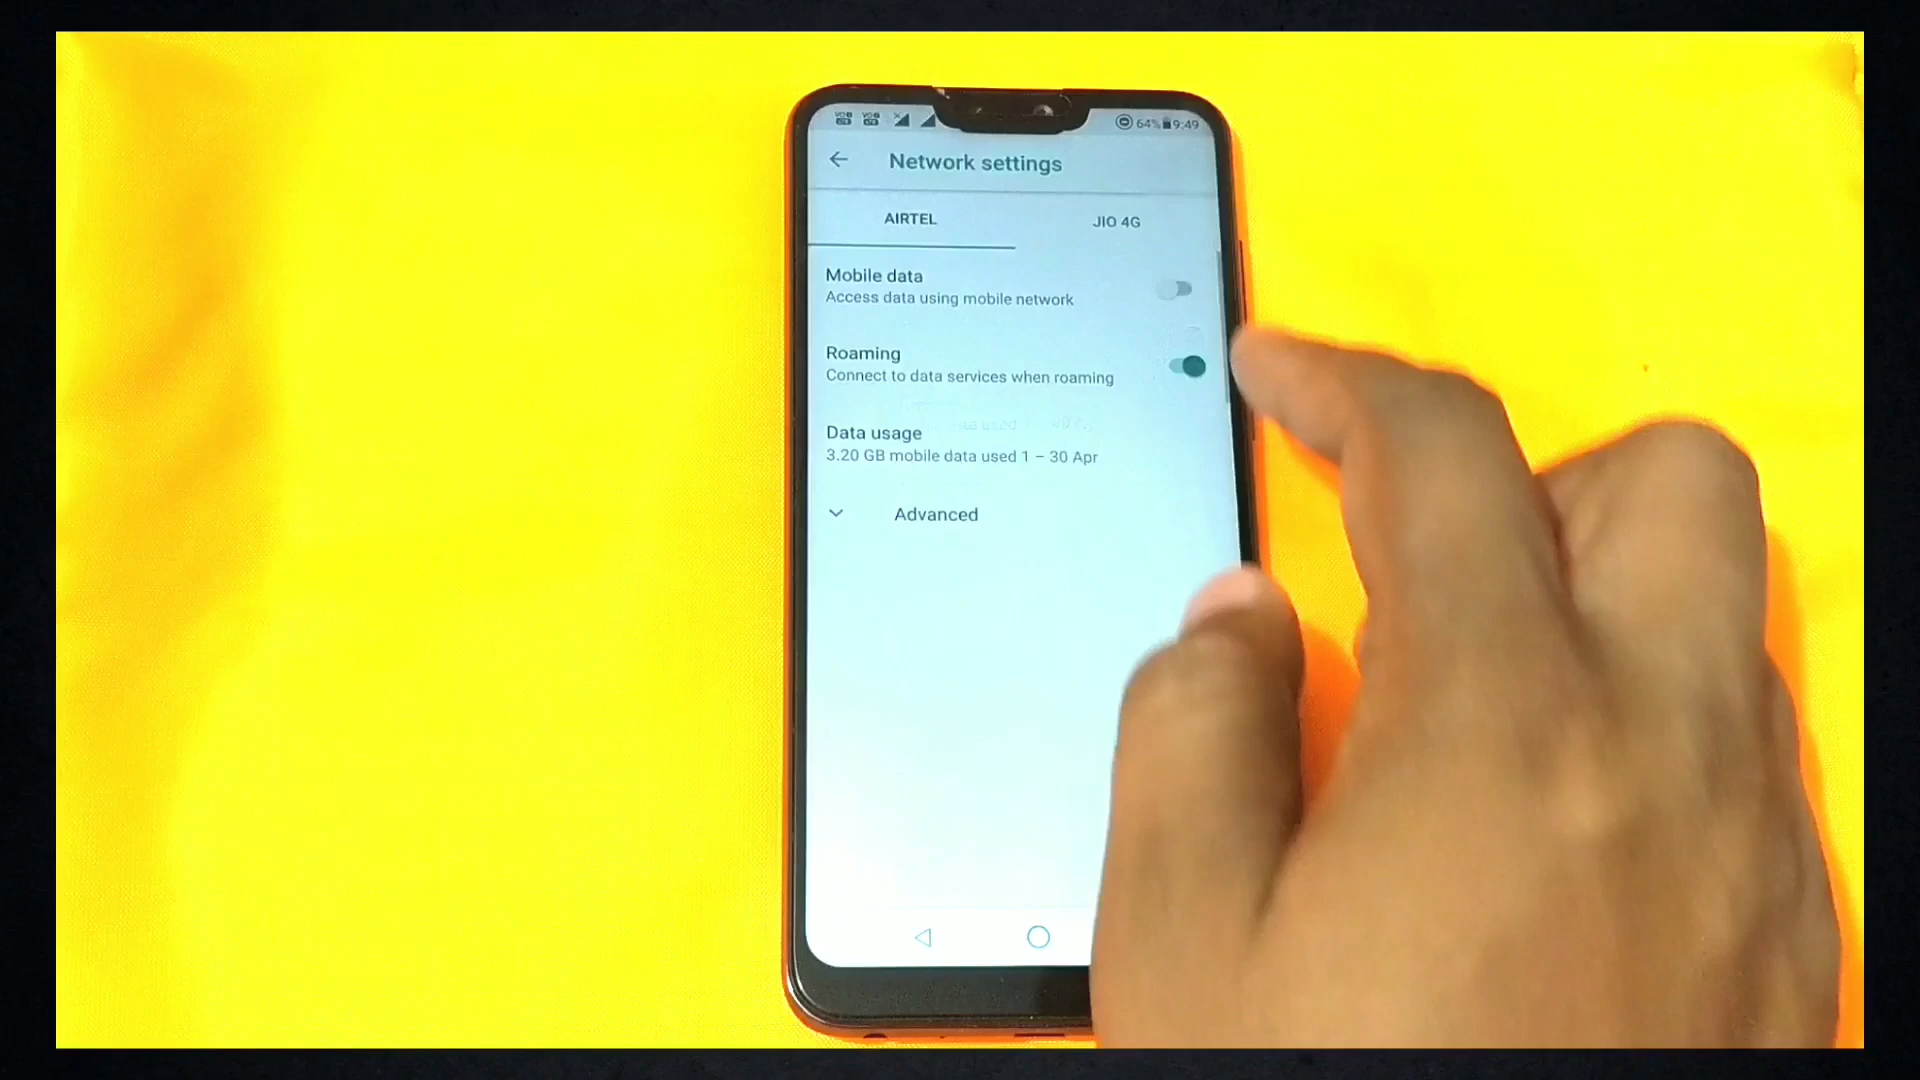 64% 9:49
Network settings
AIRTEL
JIO 4G
Mobile data
Access data using mobile network
Roaming
Connect to data services when roaming
Data usage
3.20 GB mobile data used 1 – 30 Apr
Advanced